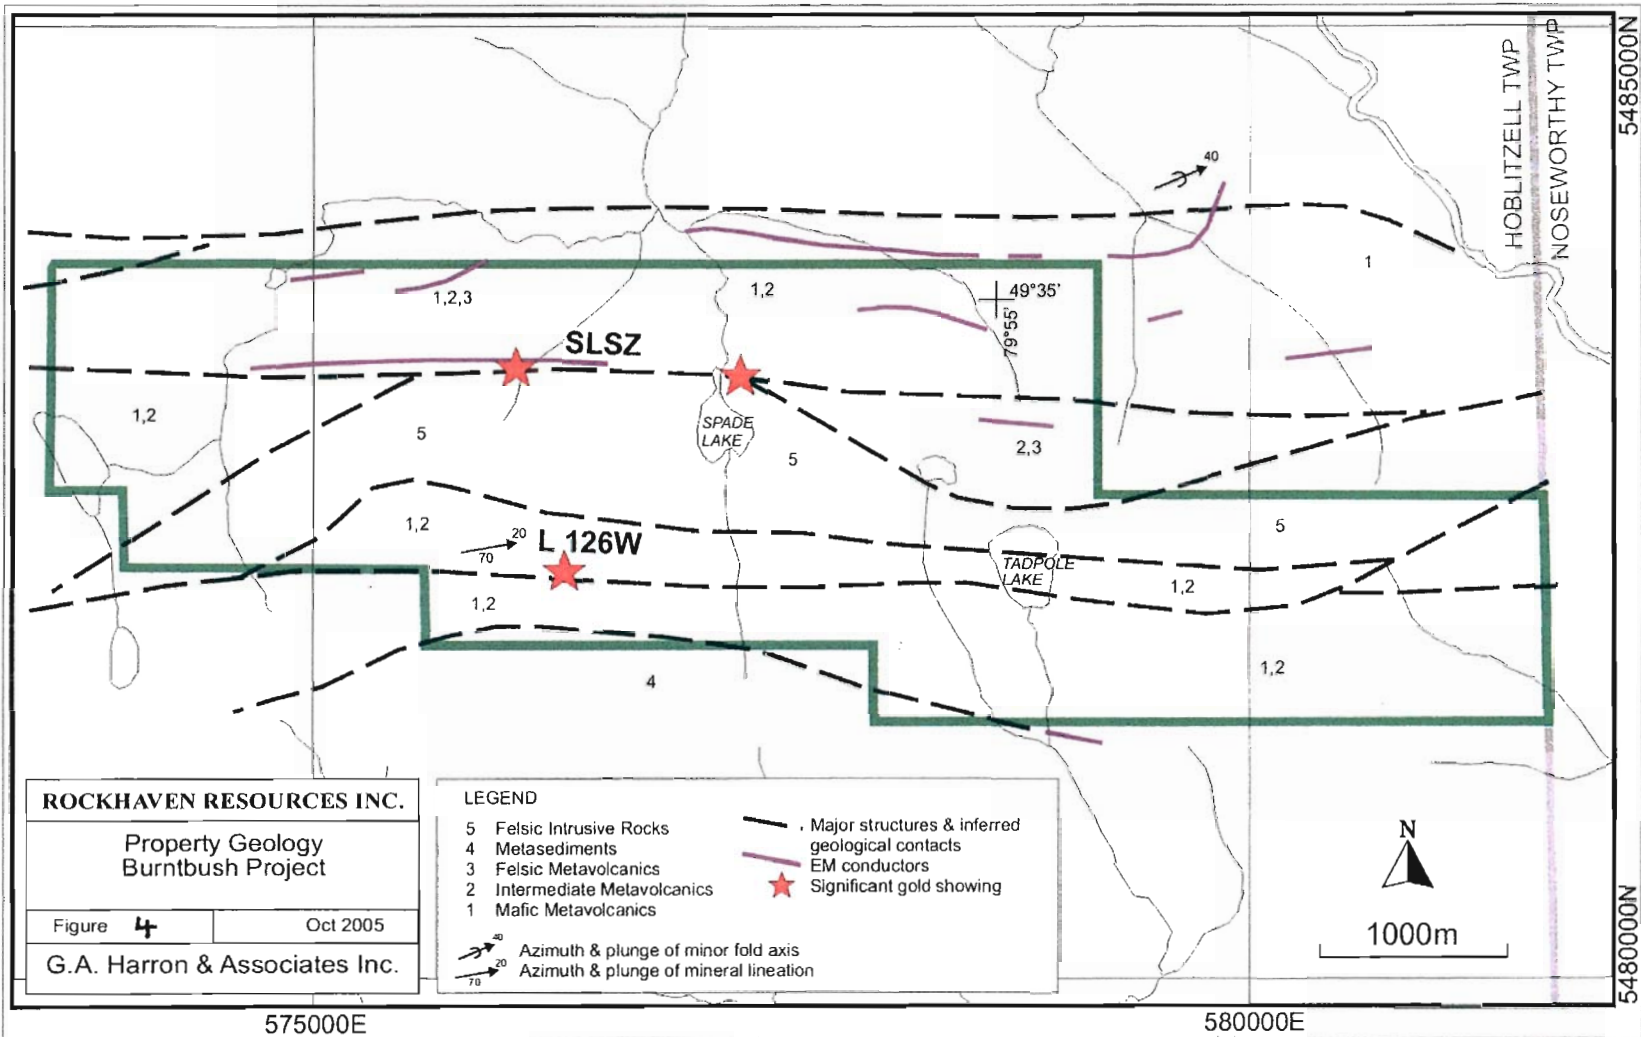 HOBLITZELL TWP
NOSEWORTHY TWP
5485000N
40
1
1,2,3
1,2
49°35'
79°55'
SLSZ
1,2
5
SPADE
LAKE
5
2,3
1,2
20
70
L 126W
5
TADPOLE
LAKE
1,2
1,2
1,2
4
ROCKHAVEN RESOURCES INC.
Property Geology
Burntbush Project
Figure 4
Oct 2005
G.A. Harron & Associates Inc.
LEGEND
5 Felsic Intrusive Rocks
4 Metasediments
3 Felsic Metavolcanics
2 Intermediate Metavolcanics
1 Mafic Metavolcanics
40
Azimuth & plunge of minor fold axis
20
70
Azimuth & plunge of mineral lineation
Major structures & inferred
geological contacts
EM conductors
Significant gold showing
N
1000m
5480000N
575000E
580000E